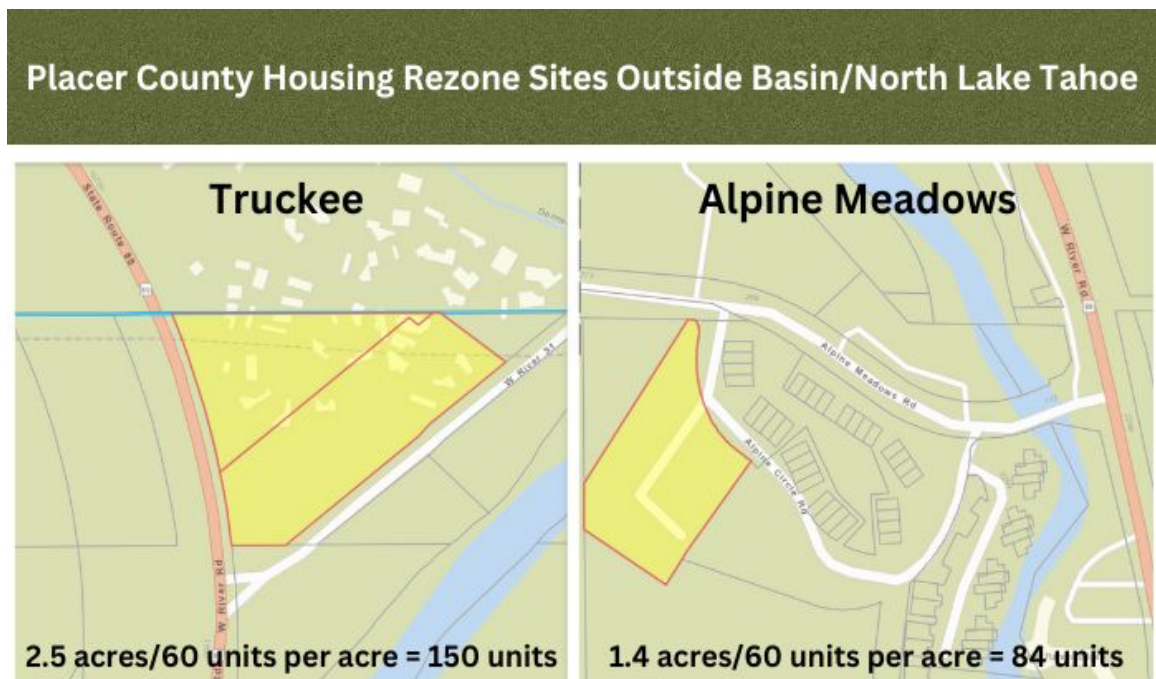 Placer County Housing Rezone Sites Outside Basin/North Lake Tahoe
Truckee
State Route 89
89
W River St
W River Rd
2.5 acres/60 units per acre = 150 units
Alpine Meadows
W River Rd
Alpine Meadows Rd
Alpine Circle Rd
1.4 acres/60 units per acre = 84 units